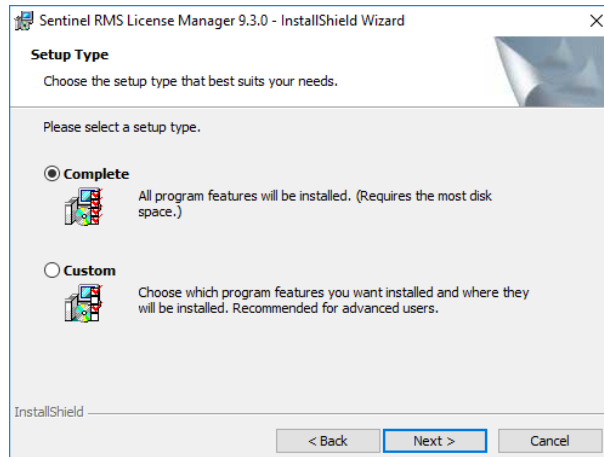 Sentinel RMS License Manager 9.3.0 - InstallShield Wizard
Setup Type
Choose the setup type that best suits your needs.
Please select a setup type.
Complete
All program features will be installed. (Requires the most disk
space.)
Custom
Choose which program features you want installed and where they
will be installed. Recommended for advanced users.
InstallShield
< Back
Next >
Cancel